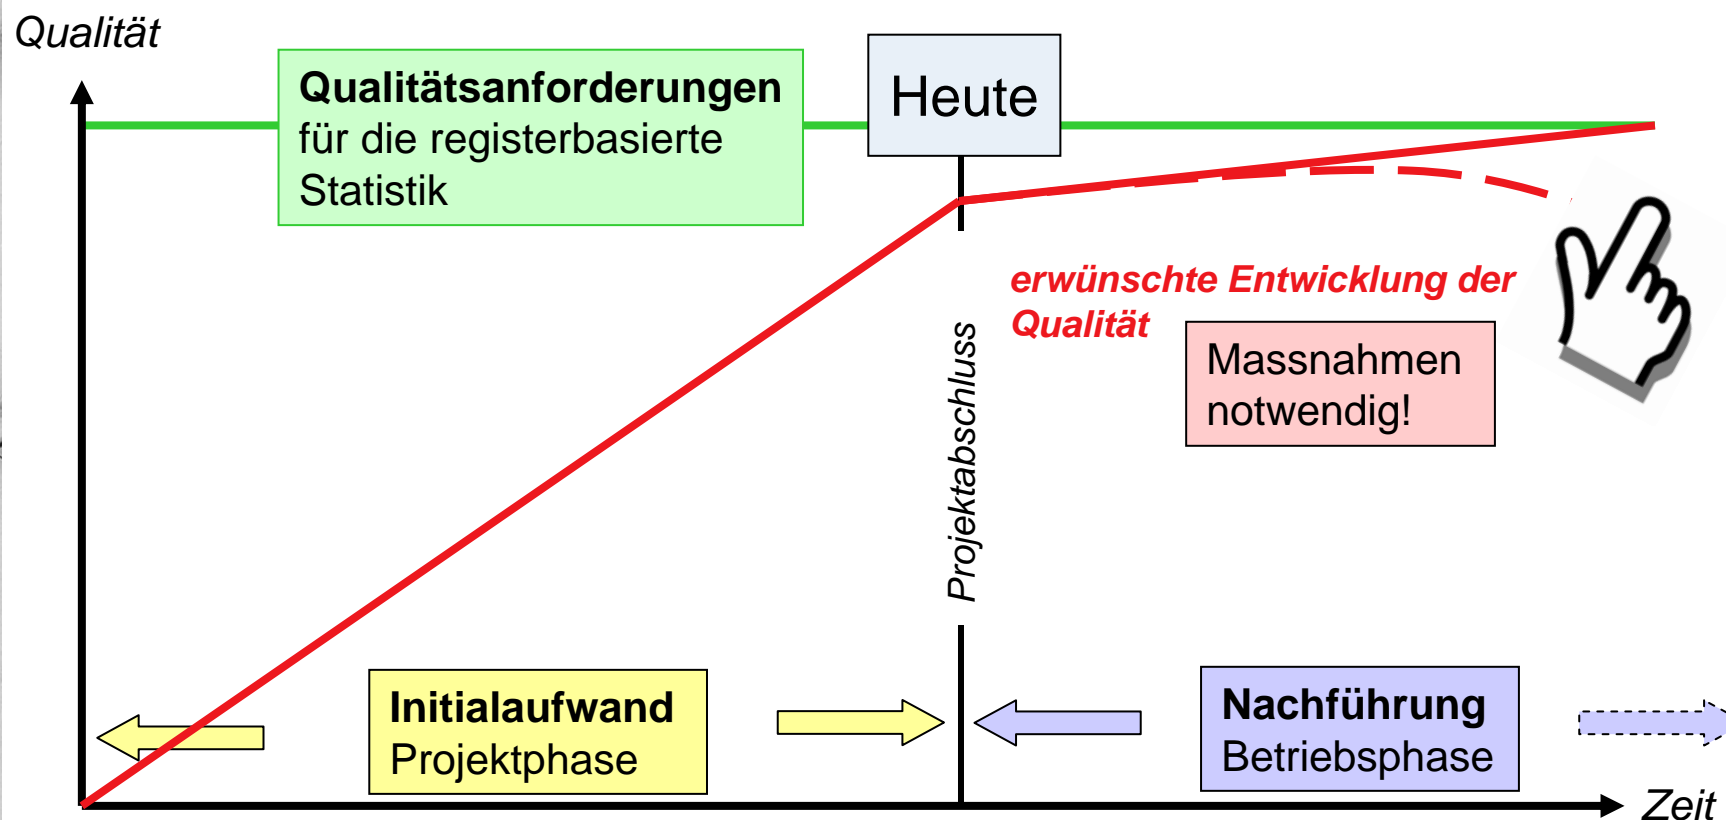 Qualität
Qualitätsanforderungen
für die registerbasierte
Statistik
Heute
erwünschte Entwicklung der
Qualität
Massnahmen
notwendig!
Projektabschluss
Initialaufwand
Projektphase
Nachführung
Betriebsphase
Zeit